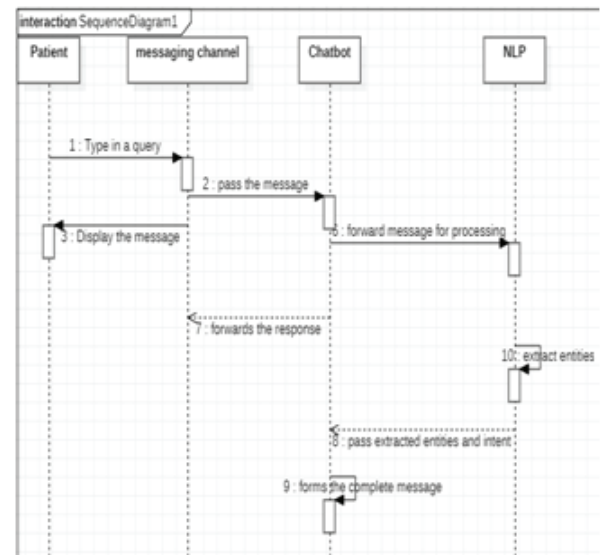 interaction SequenceDiagram1
Patient
messaging channel
Chatbot
NLP
1 : Type in a query
2 : pass the message
3 : Display the message
6 : forward message for processing
7 : forwards the response
10 : extract entities
8 : pass extracted entities and intent
9 : forms the complete message